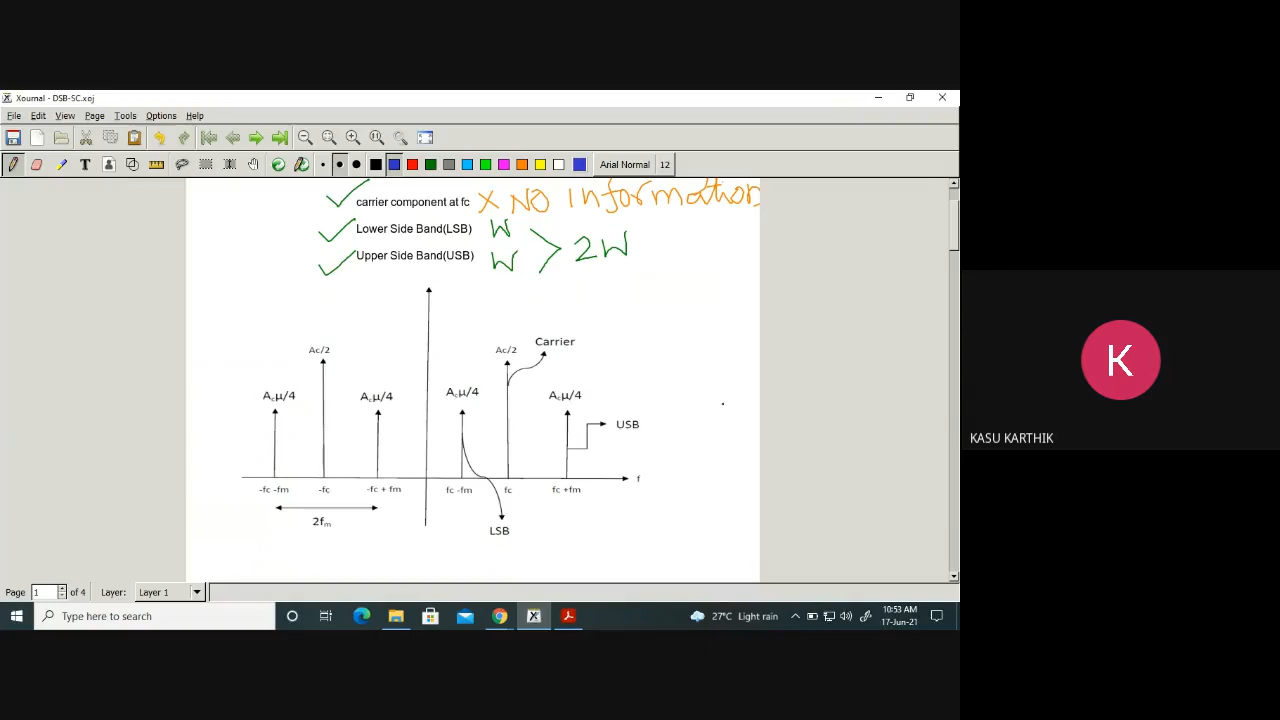 Xournal - DSB-SC.xoj
File Edit View Page Tools Options Help
Arial Normal 12
carrier component at fc X NO Information
Lower Side Band(LSB) W
Upper Side Band(USB) W > 2W
Carrier
Ac/2 Ac/2
Acμ/4 Acμ/4 Acμ/4 Acμ/4
USB
f
-fc -fm -fc -fc + fm fc -fm fc fc +fm
2fm
LSB
Page 1 of 4 Layer: Layer 1
Type here to search
27°C Light rain
10:53 AM
17-Jun-21
K
KASU KARTHIK